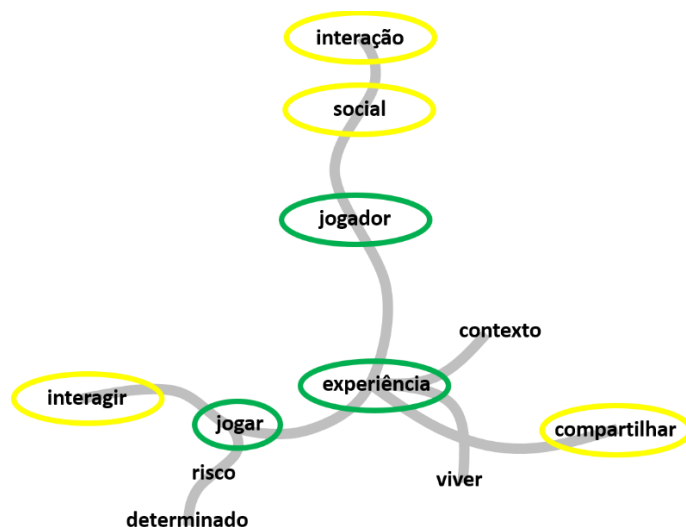 interação
social
jogador
contexto
experiência
interagir
jogar
compartilhar
risco
viver
determinado